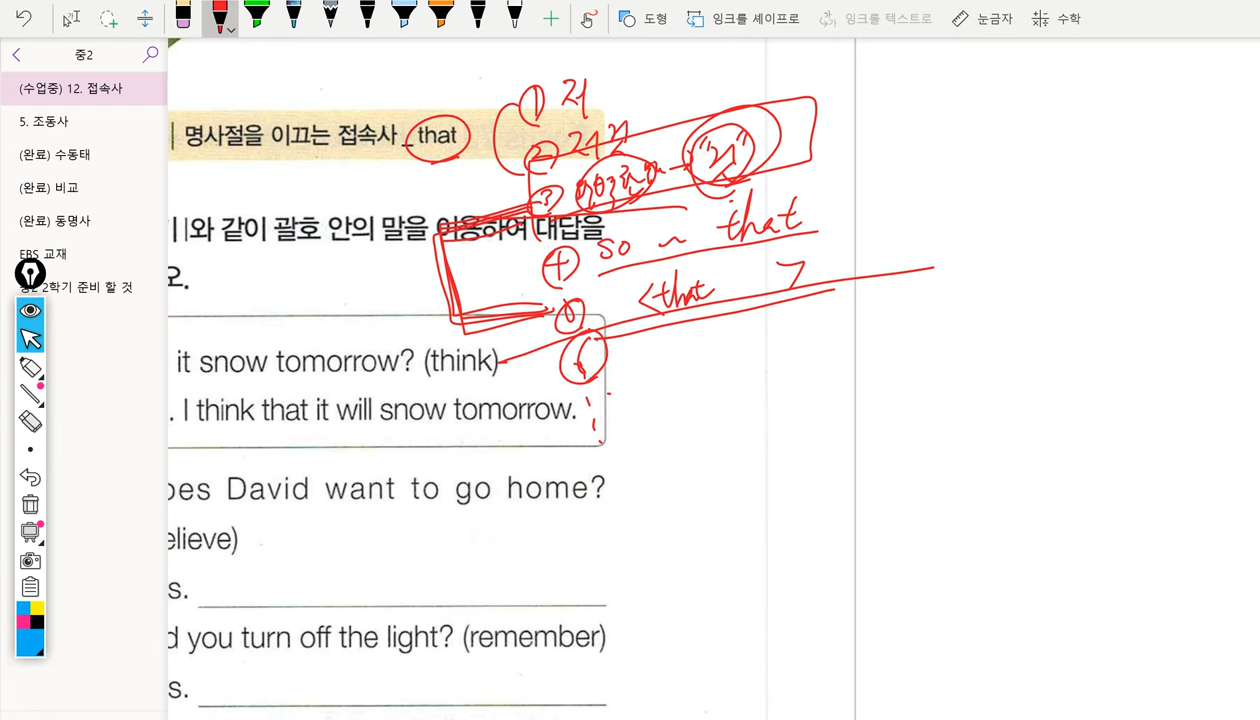 도형
잉크를 셰이프로
잉크를 텍스트로
눈금자
수학
중2
(수업중) 12. 접속사
5. 조동사
(완료) 수동태
(완료) 비교
(완료) 동명사
EBS 교재
2학기 준비 할 것
명사절을 이끄는 접속사 _that
① 저
② 그것
③
so ~ that
<that >
와 같이 괄호 안의 말을 이용하여 대답을
오.
it snow tomorrow? (think)
. I think that it will snow tomorrow.
oes David want to go home?
elieve)
s.
d you turn off the light? (remember)
s.